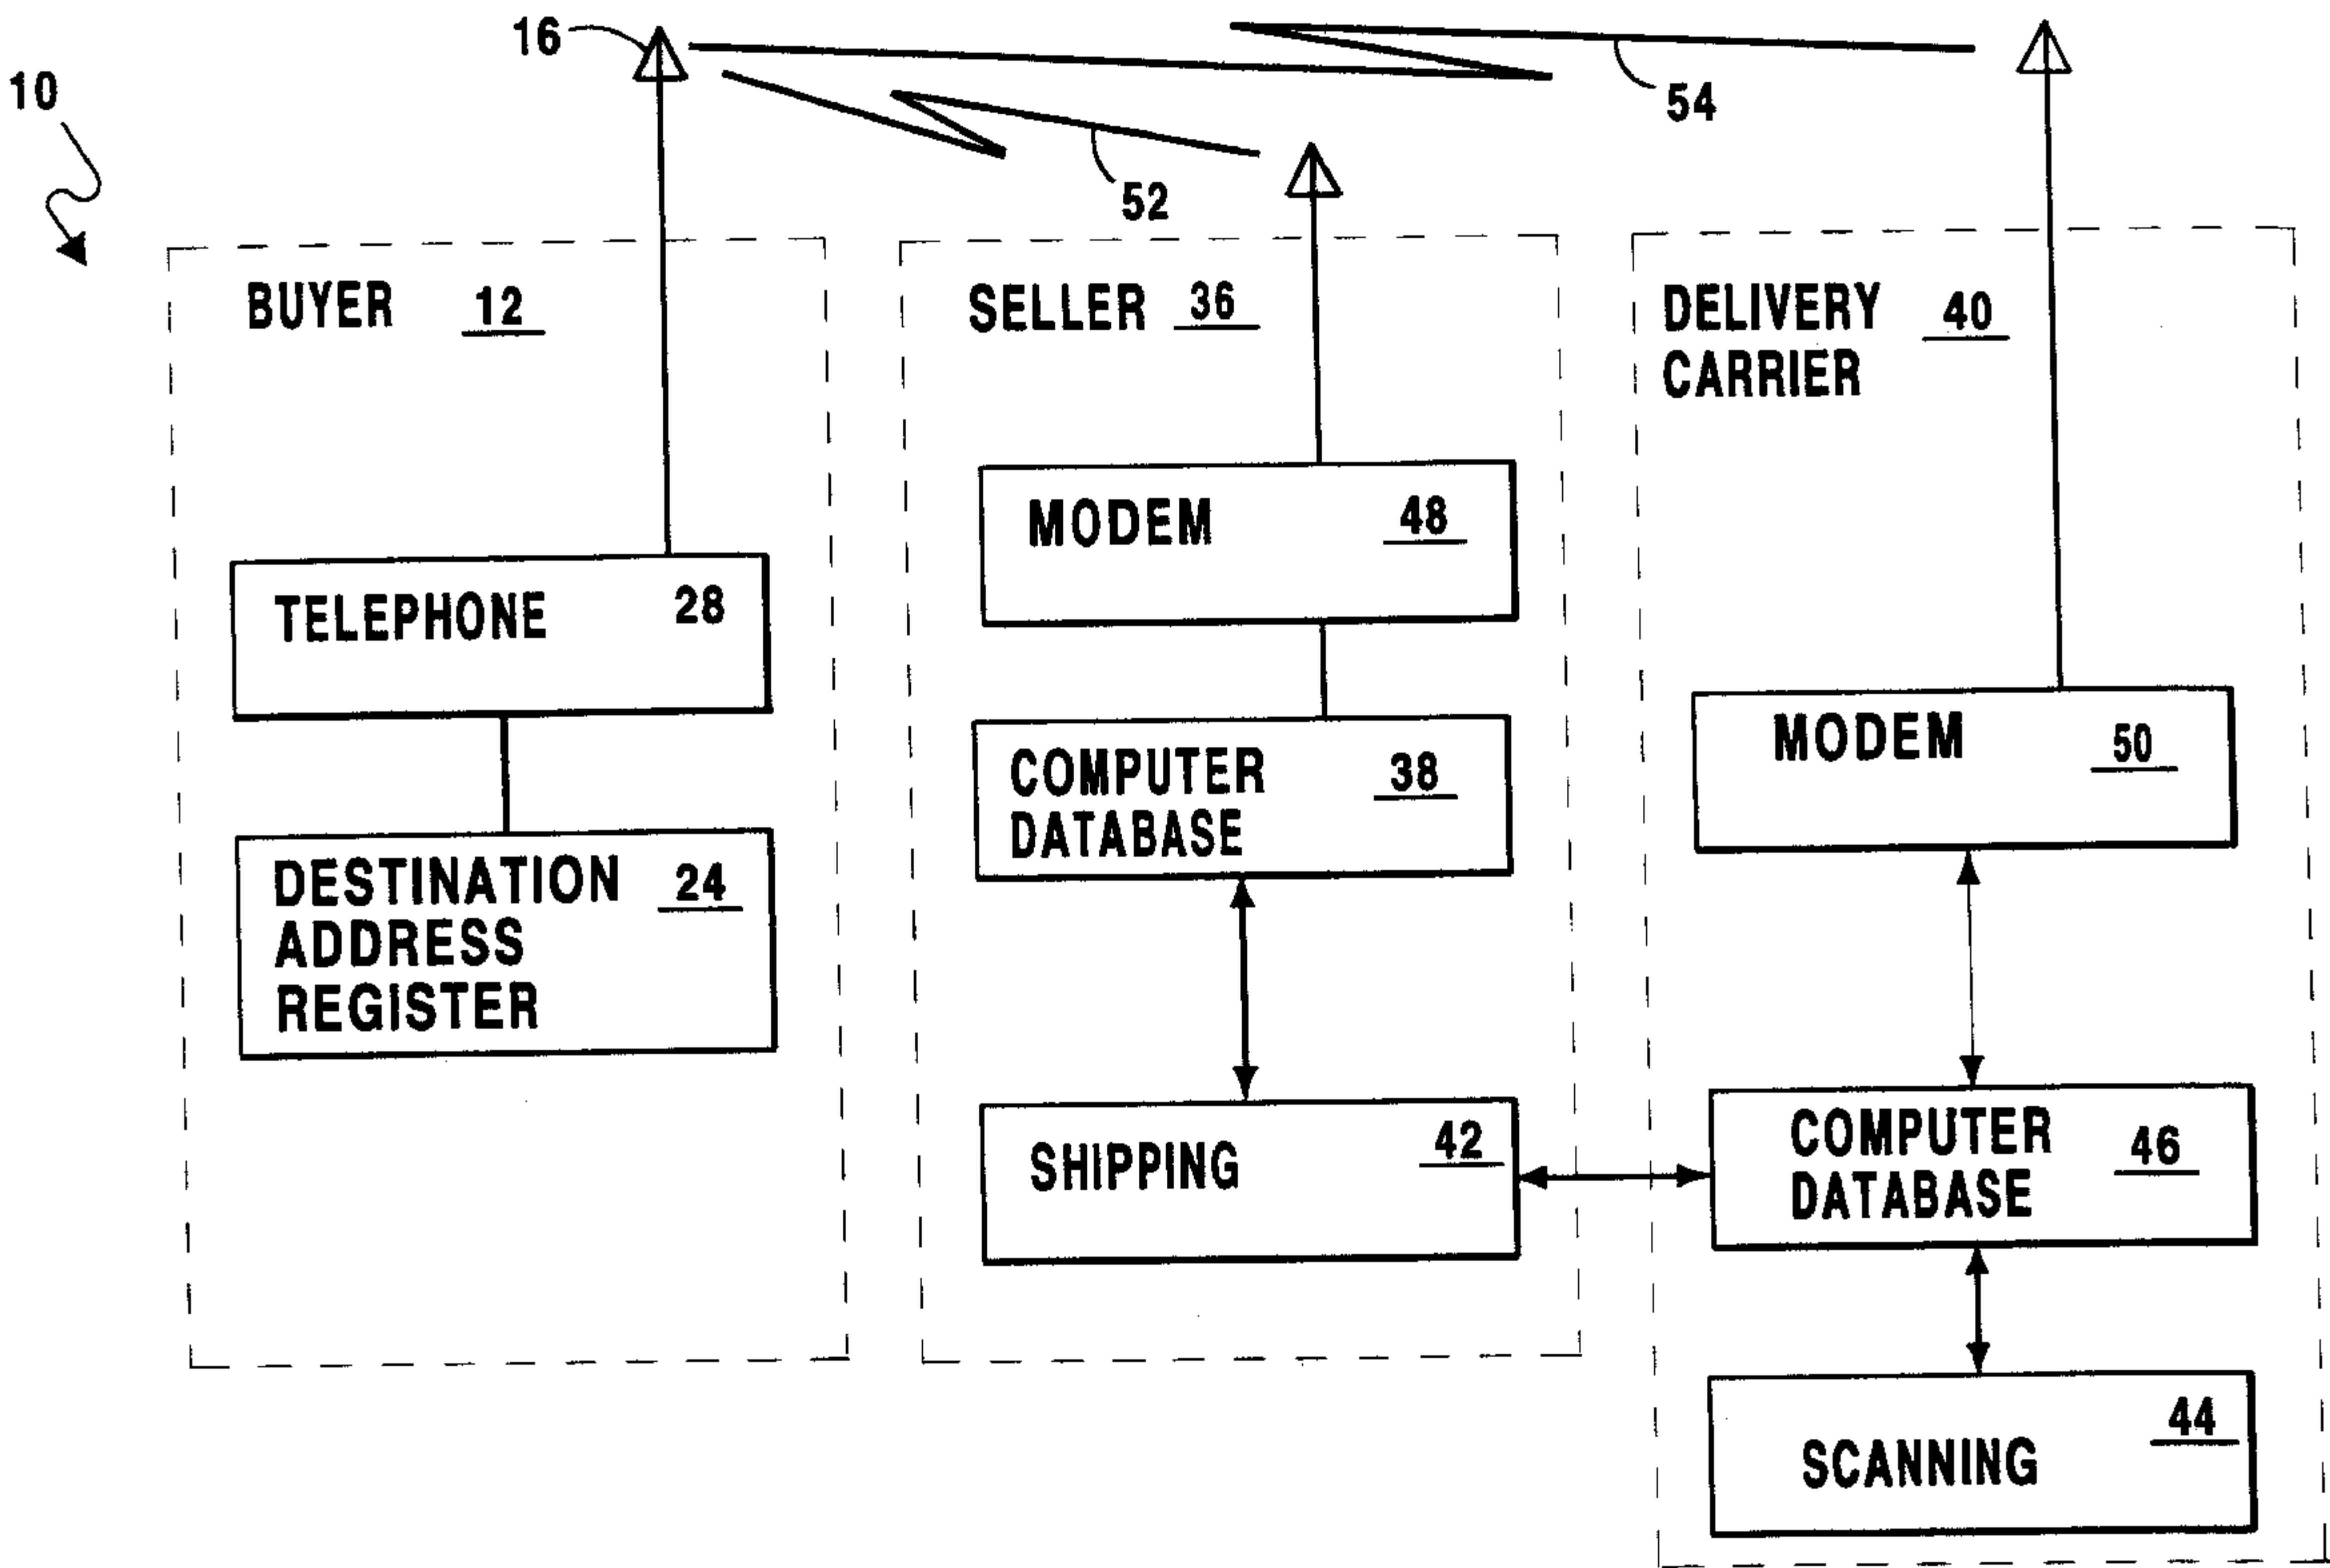 16
10
54
52
BUYER 12
TELEPHONE 28
DESTINATION 24
ADDRESS
REGISTER
SELLER 36
MODEM 48
COMPUTER 38
DATABASE
SHIPPING 42
DELIVERY 40
CARRIER
MODEM 50
COMPUTER 46
DATABASE
44
SCANNING